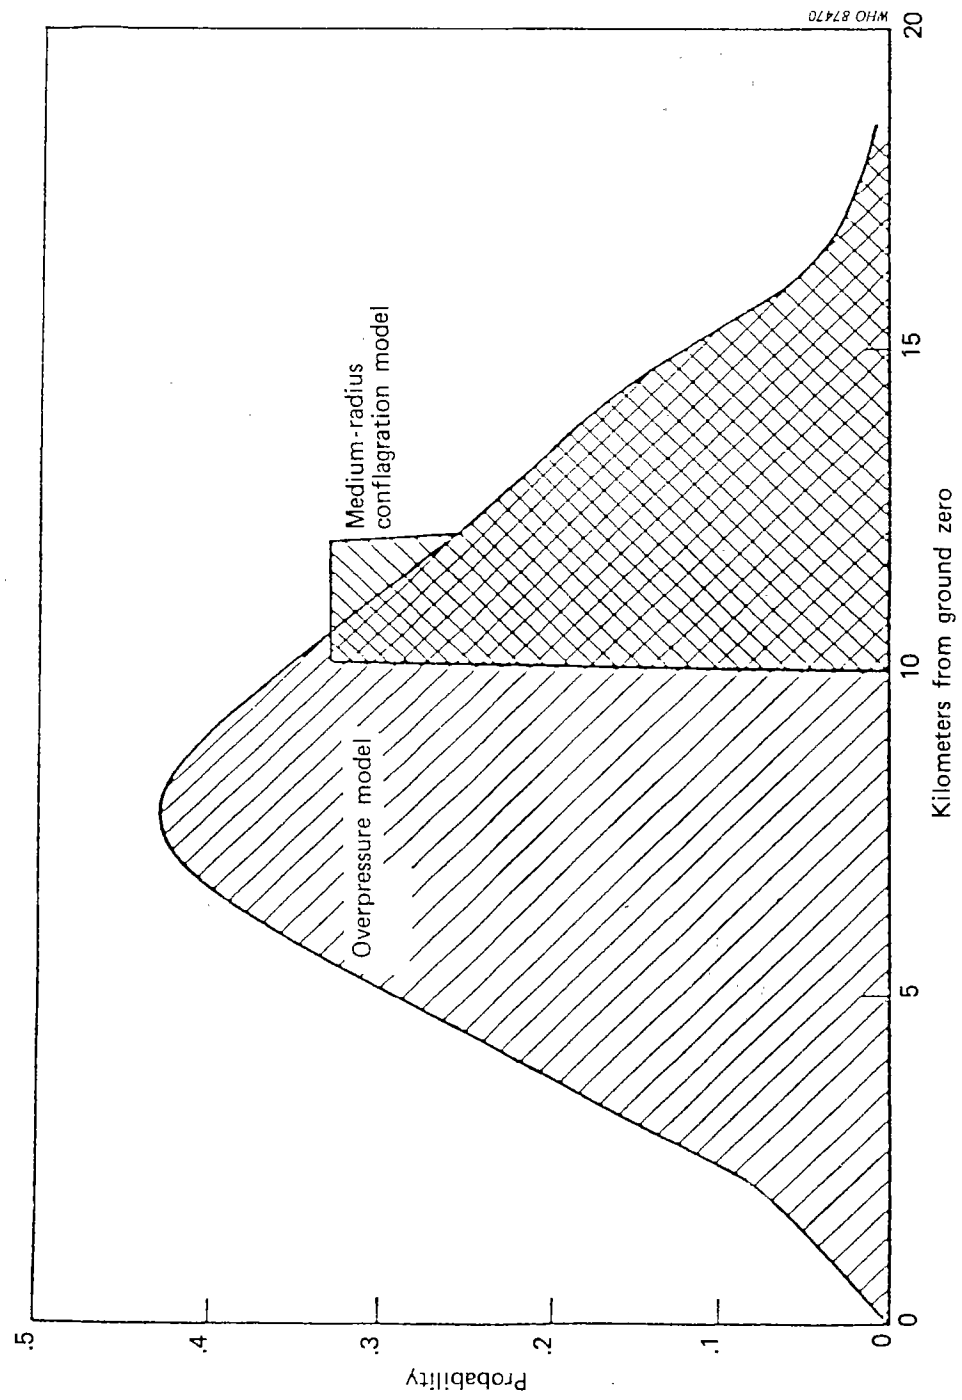 .5
.4
.3
.2
.1
0
Probability
Overpressure model
Medium-radius
conflagration model
0
5
10
15
20
Kilometers from ground zero
WHO 87470